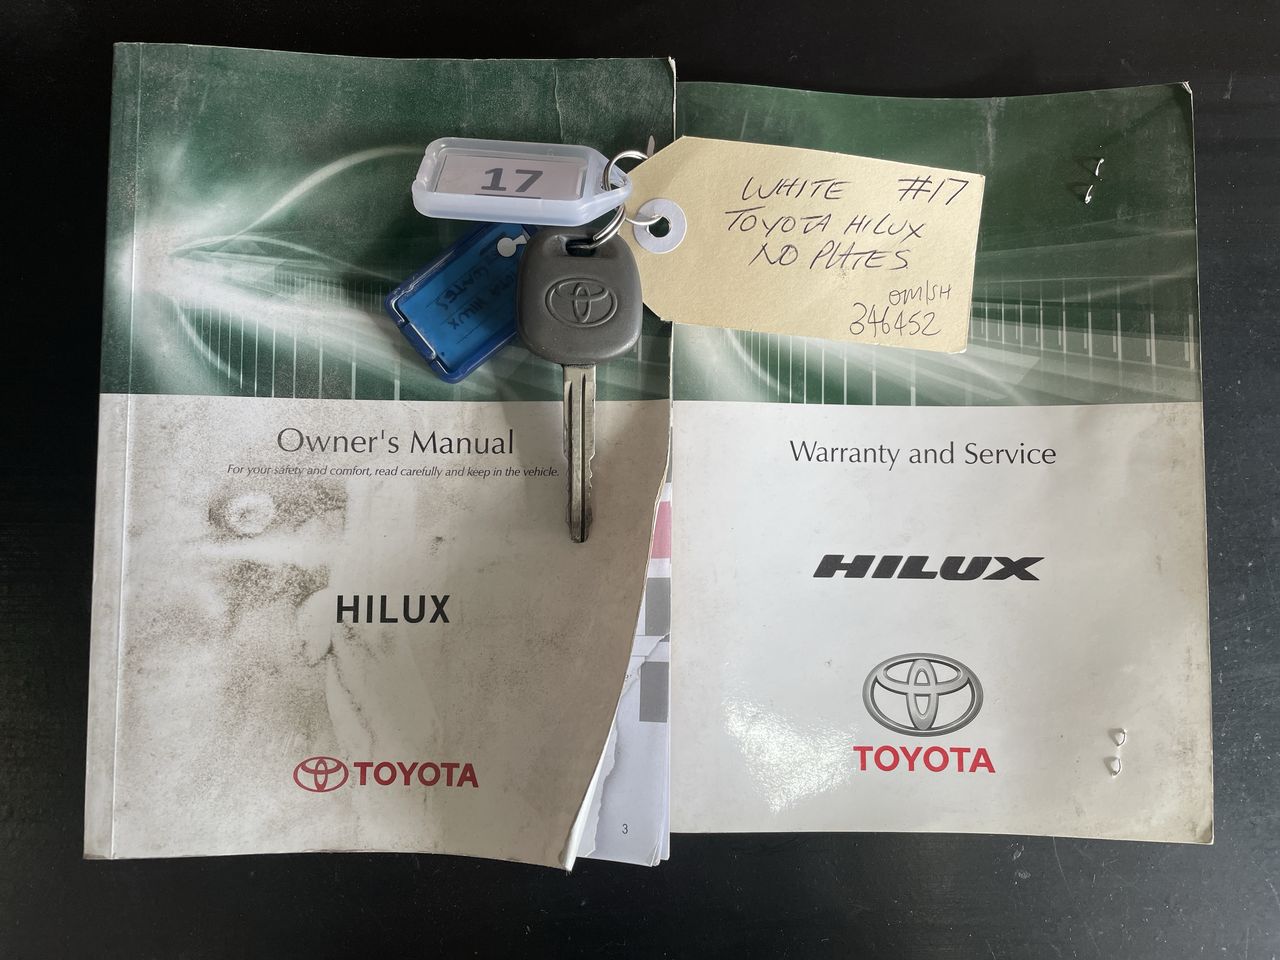 17
WHITE #17
TOYOTA HILUX
NO PLATES
OM/SH
346452
Owner's Manual
For your safety and comfort, read carefully and keep in the vehicle.
HILUX
TOYOTA
3
Warranty and Service
HILUX
TOYOTA